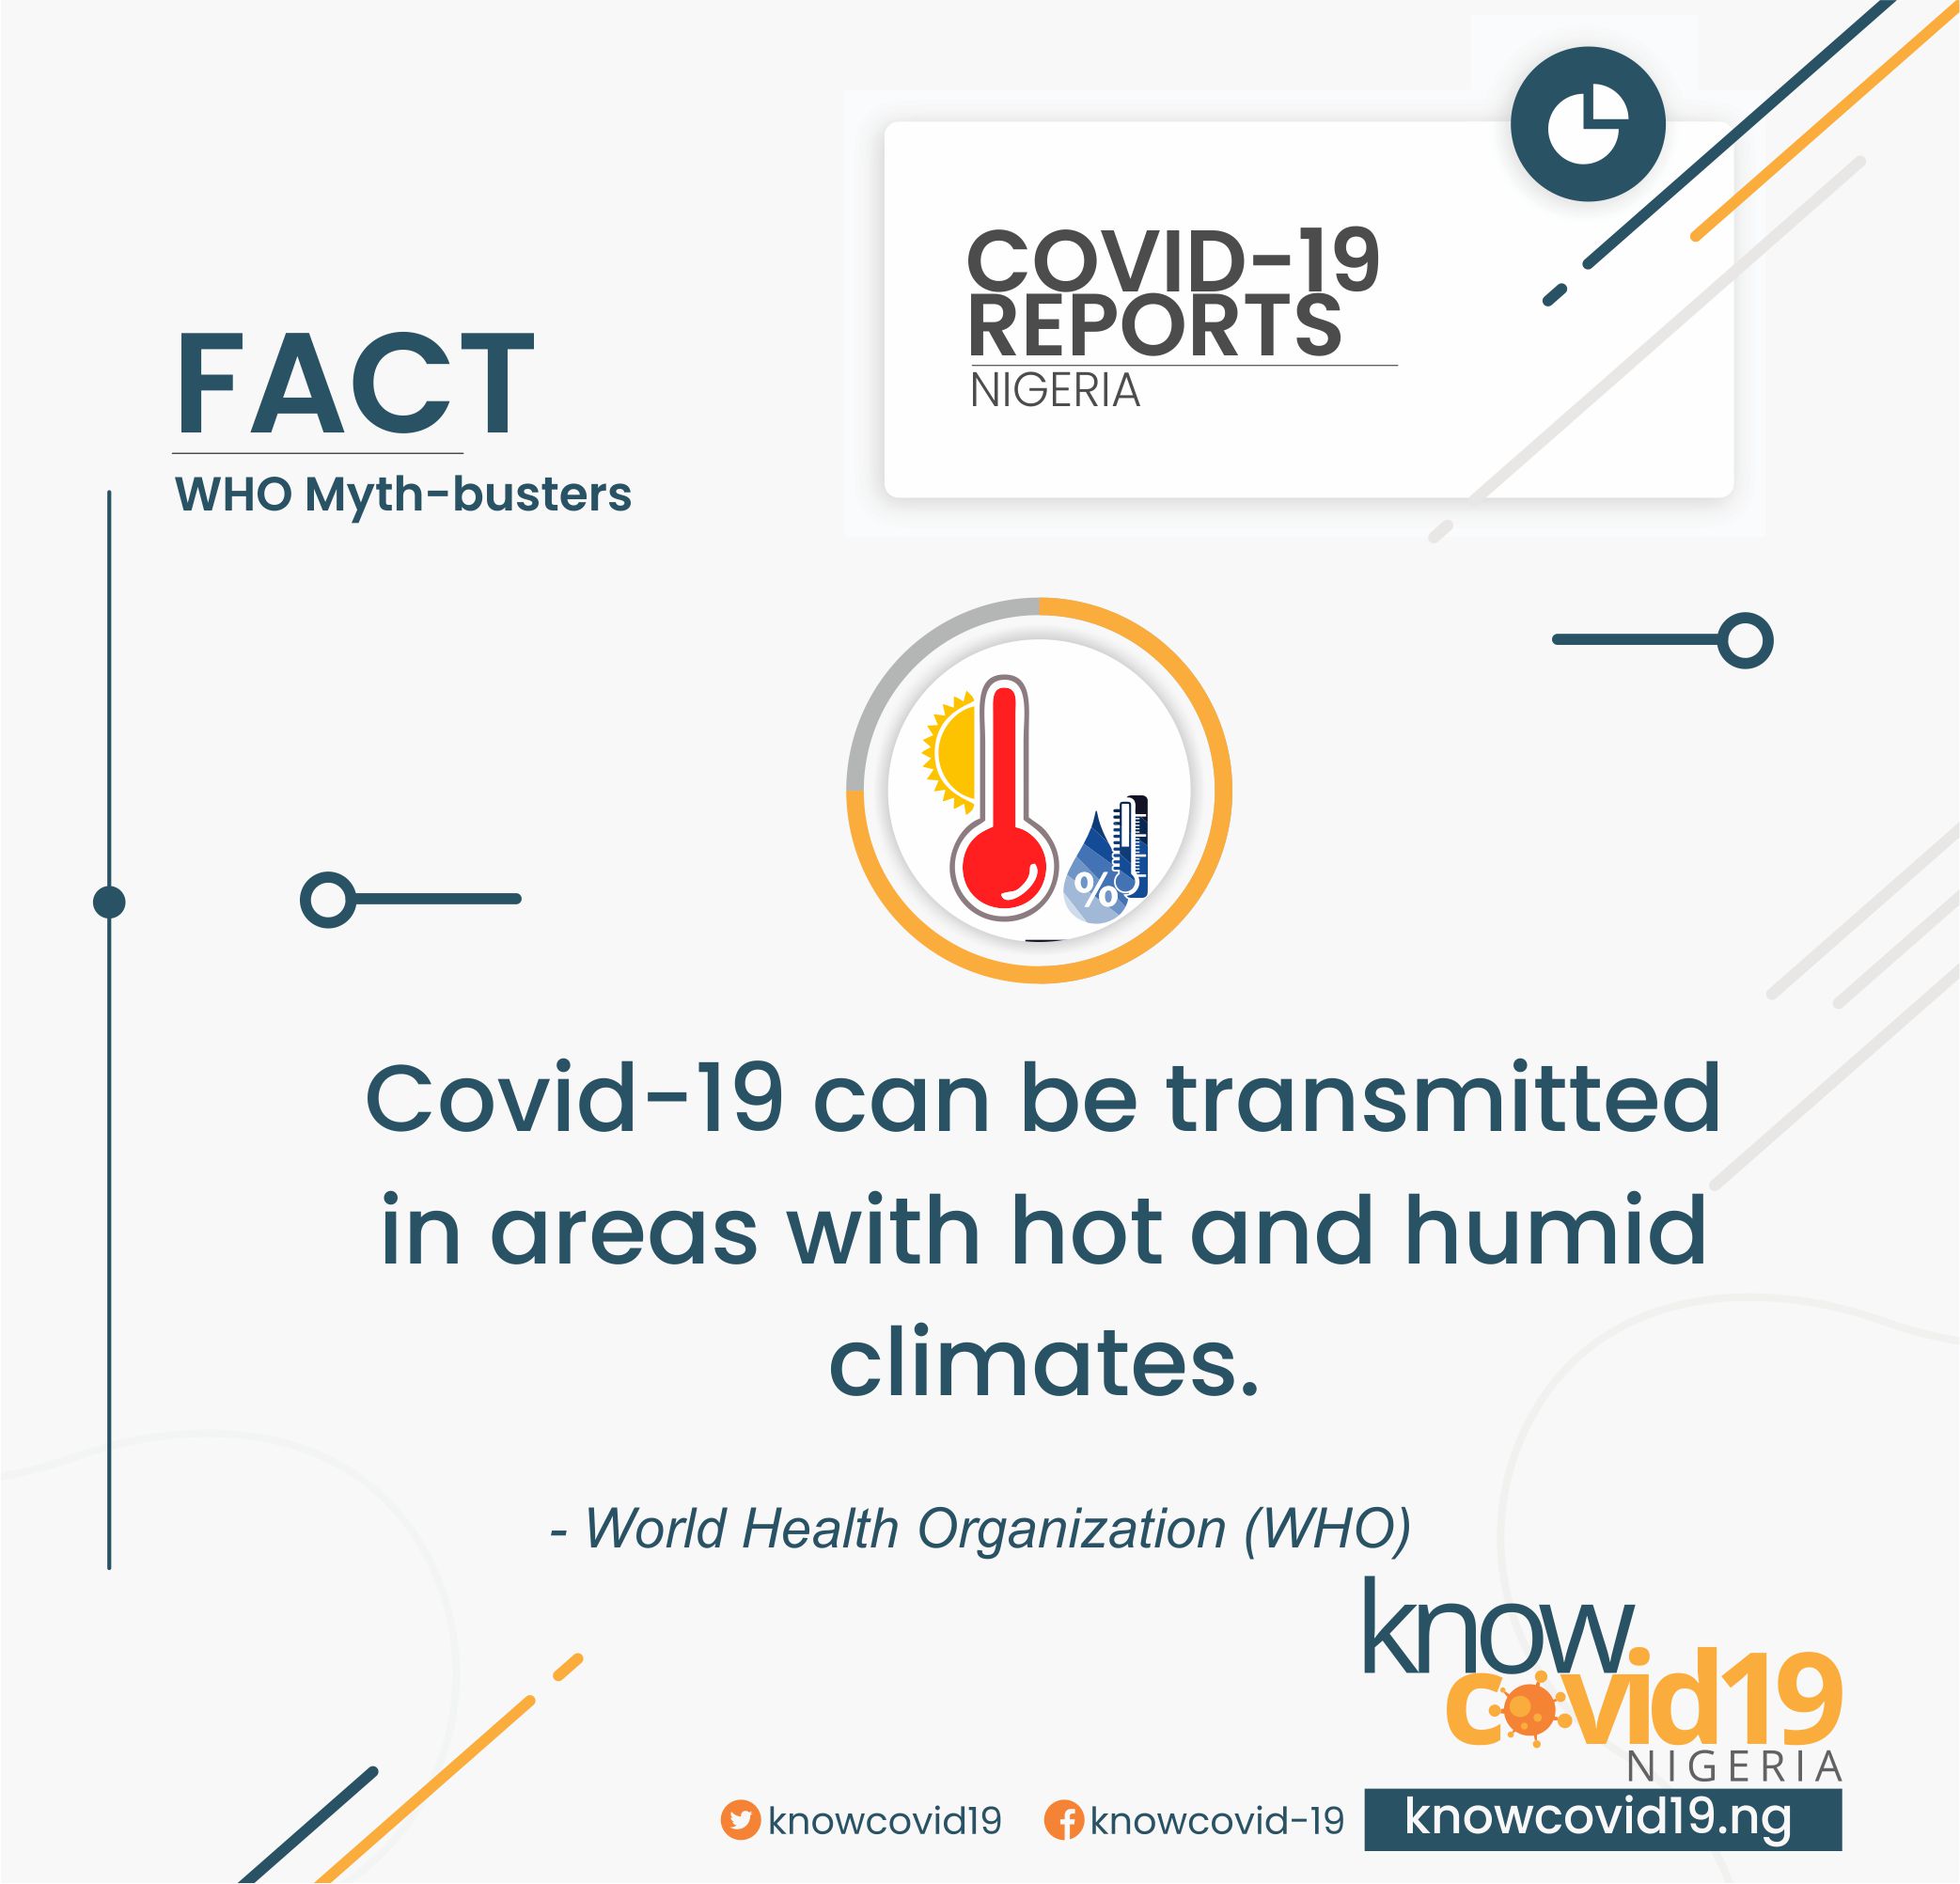 COVID-19
REPORTS
NIGERIA
FACT
WHO Myth-busters
%
Covid-19 can be transmitted
in areas with hot and humid
climates.
- World Health Organization (WHO)
know
covid19
NIGERIA
knowcovid19 knowcovid-19 knowcovid19.ng